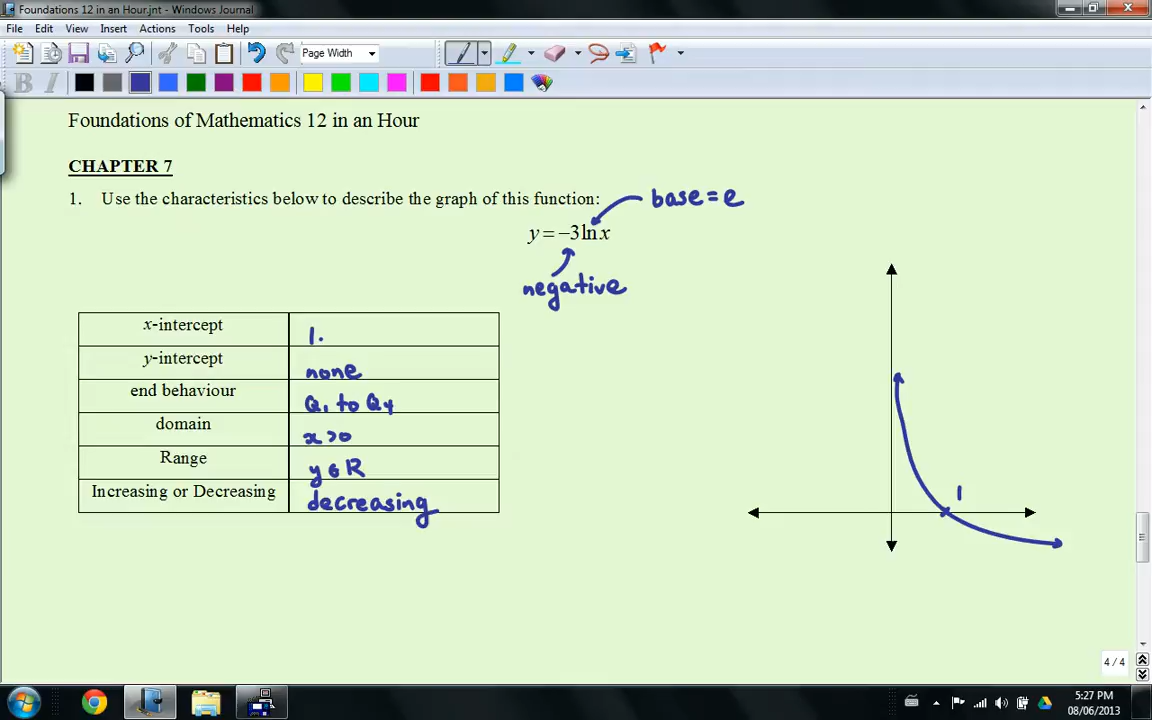 Foundations 12 in an Hour.jnt - Windows Journal
File Edit View Insert Actions Tools Help
Page Width
B I
Foundations of Mathematics 12 in an Hour
CHAPTER 7
1. Use the characteristics below to describe the graph of this function:
base = e
y = −3ln x
negative
x-intercept 1.
y-intercept none
end behaviour Q1 to Q4
domain x > 0
Range y ∈ R
Increasing or Decreasing decreasing
1
4 / 4
5:27 PM
08/06/2013